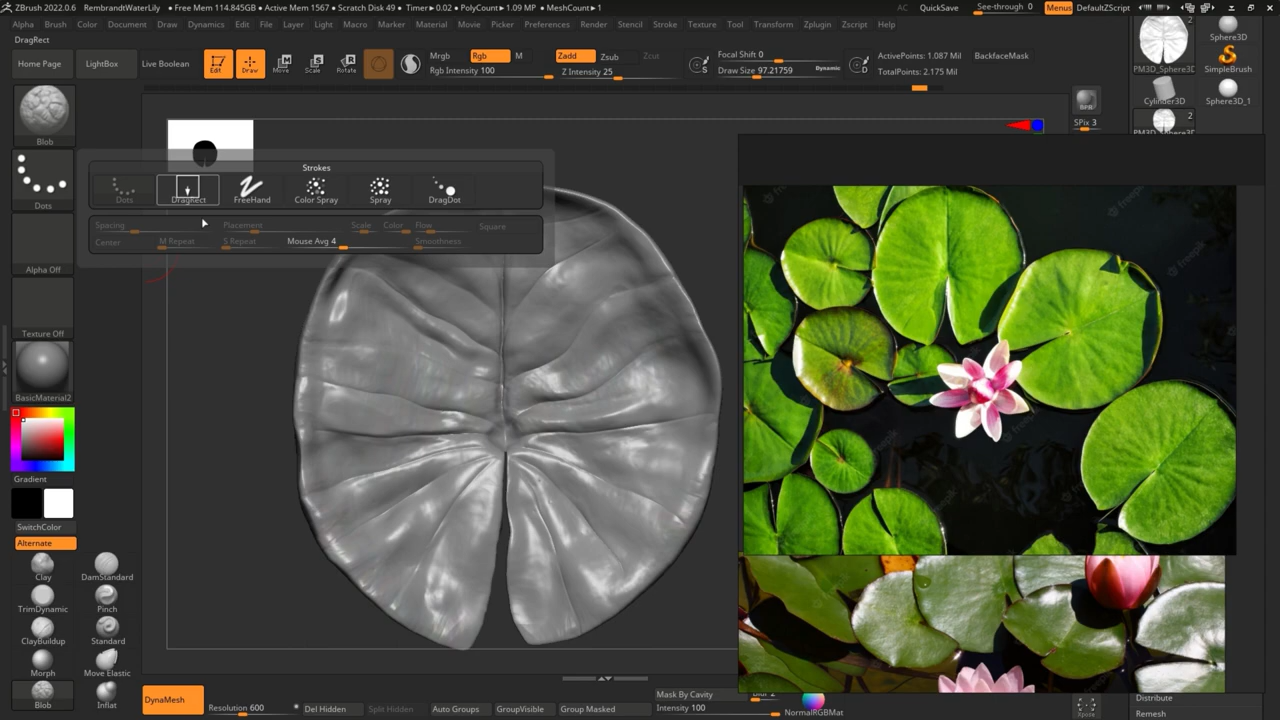 ZBrush 2022.0.6 RembrandtWaterLily • Free Mem 114.845GB • Active Mem 1567 • Scratch Disk 49 • Timer▸0.02 • PolyCount▸1.09 MP • MeshCount▸1 AC QuickSave See-through 0 Menus DefaultZScript
Alpha Brush Color Document Draw Dynamics Edit File Layer Light Macro Marker Material Movie Picker Preferences Render Stencil Stroke Texture Tool Transform Zplugin Zscript Help
DragRect
Home Page LightBox Live Boolean Edit Draw Move Scale Rotate
Mrgb Rgb M Zadd Zsub Zcut
Rgb Intensity 100 Z Intensity 25
Focal Shift 0
Draw Size 97.21759 Dynamic
S D
ActivePoints: 1.087 Mil BackfaceMask
TotalPoints: 2.175 Mil
Blob
Dots
Alpha Off
Texture Off
BasicMaterial2
Gradient
SwitchColor
Alternate
Clay DamStandard
TrimDynamic Pinch
ClayBuildup Standard
Morph Move Elastic
Blob Inflat
Strokes
Dots DragRect FreeHand Color Spray Spray DragDot
Spacing Placement Scale Color Flow Square
Center M Repeat S Repeat Mouse Avg 4 Smoothness
BPR
SPix 3
2
Sphere3D
PM3D_Sphere3D SimpleBrush
Cylinder3D Sphere3D_1
2
PM3D_Sphere3D
freepik
DynaMesh
Resolution 600
Del Hidden Split Hidden Auto Groups GroupVisible Group Masked
Mask By Cavity
Intensity 100
Blur 2
NormalRGBMat
Xpose
Distribute
Remesh